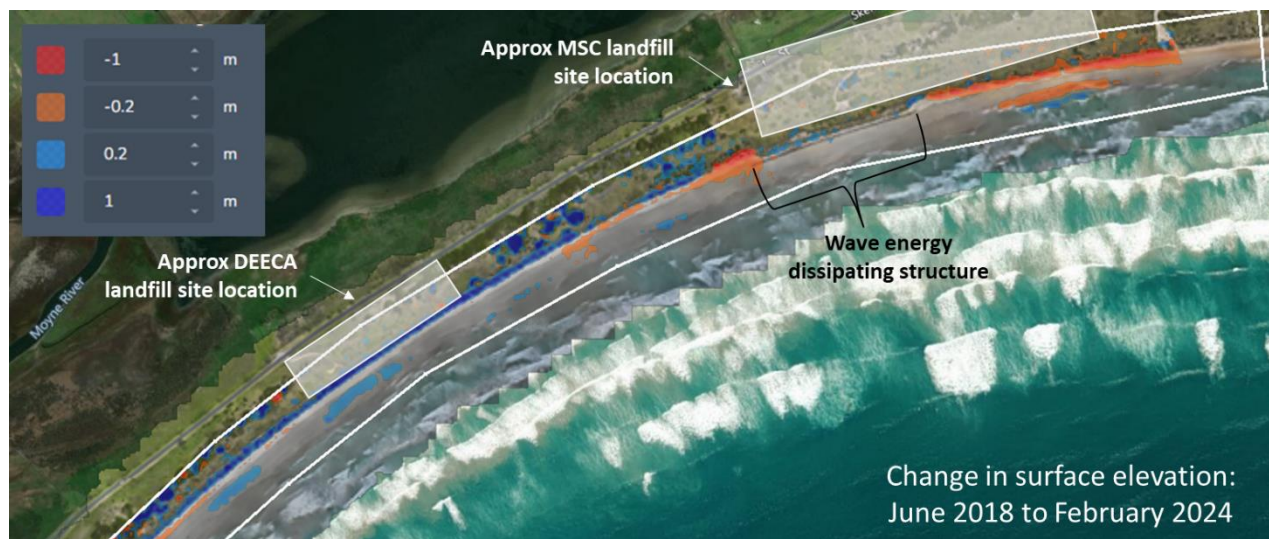 -1 m
-0.2 m
0.2 m
1 m
Approx MSC landfill
site location
Approx DEECA
landfill site location
Moyne River
Wave energy
dissipating structure
Change in surface elevation:
June 2018 to February 2024